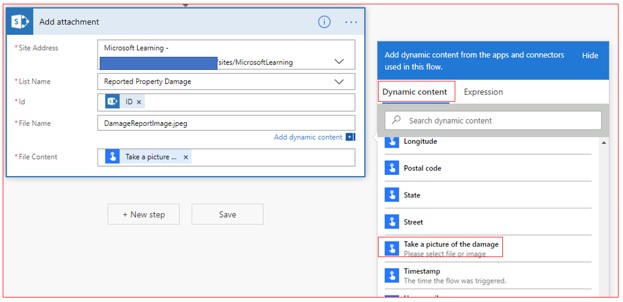 Add attachment
* Site Address
Microsoft Learning -
/sites/MicrosoftLearning
* List Name
Reported Property Damage
* Id
ID ×
* File Name
DamageReportImage.jpeg
Add dynamic content
* File Content
Take a picture ... ×
+ New step
Save
Add dynamic content from the apps and connectors
used in this flow.
Hide
Dynamic content
Expression
Search dynamic content
Longitude
Postal code
State
Street
Take a picture of the damage
Please select file or image
Timestamp
The time the flow was triggered.